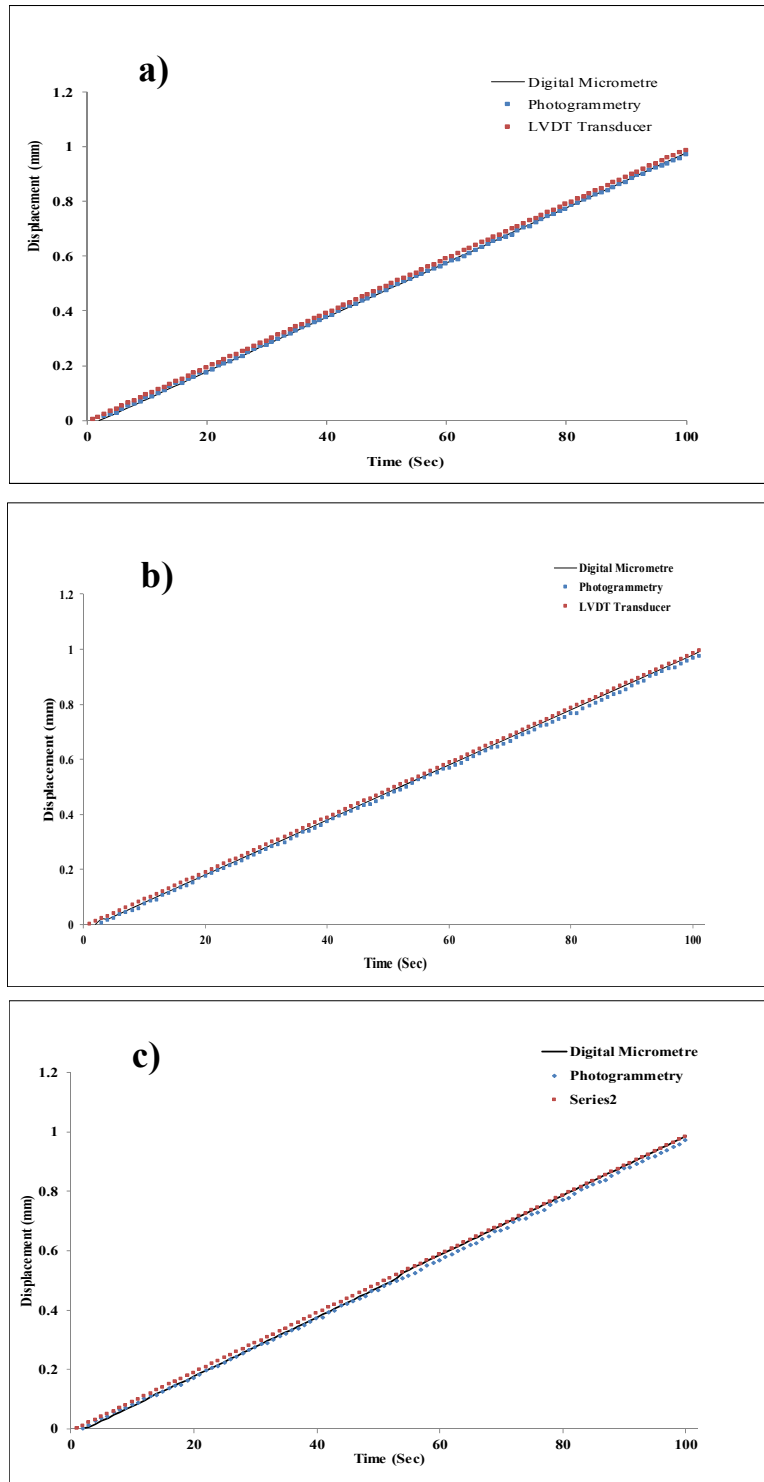 a)
Digital Micrometre
Photogrammetry
LVDT Transducer
1.2
1
0.8
0.6
0.4
0.2
0
Displacement (mm)
0 20 40 60 80 100
Time (Sec)
b)
Digital Micrometre
Photogrammetry
LVDT Transducer
1.2
1
0.8
0.6
0.4
0.2
0
Displacement (mm)
0 20 40 60 80 100
Time (Sec)
c)
Digital Micrometre
Photogrammetry
Series2
1.2
1
0.8
0.6
0.4
0.2
0
Displacement (mm)
0 20 40 60 80 100
Time (Sec)